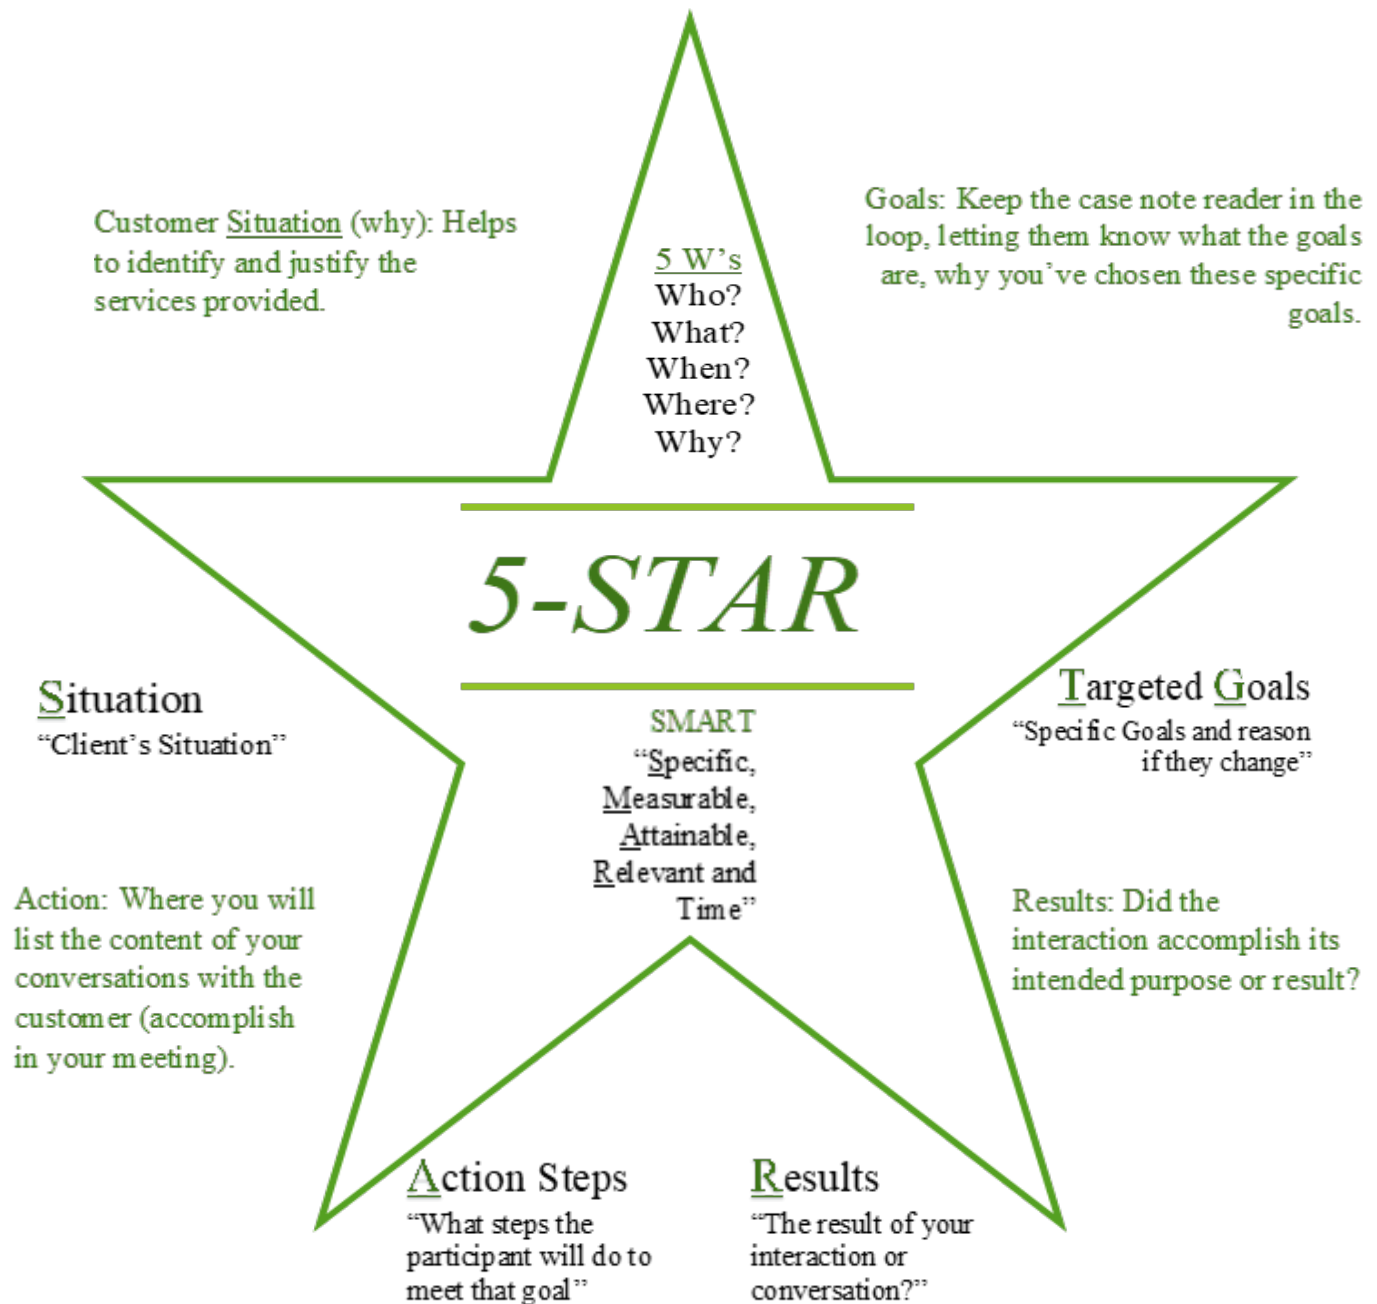 Customer Situation (why): Helps
to identify and justify the
services provided.
Goals: Keep the case note reader in the
loop, letting them know what the goals
are, why you’ve chosen these specific
goals.
5 W’s
Who?
What?
When?
Where?
Why?
5-STAR
Situation
“Client’s Situation”
Targeted Goals
“Specific Goals and reason
if they change”
SMART
“Specific,
Measurable,
Attainable,
Relevant and
Time”
Action: Where you will
list the content of your
conversations with the
customer (accomplish
in your meeting).
Results: Did the
interaction accomplish its
intended purpose or result?
Action Steps
“What steps the
participant will do to
meet that goal”
Results
“The result of your
interaction or
conversation?”